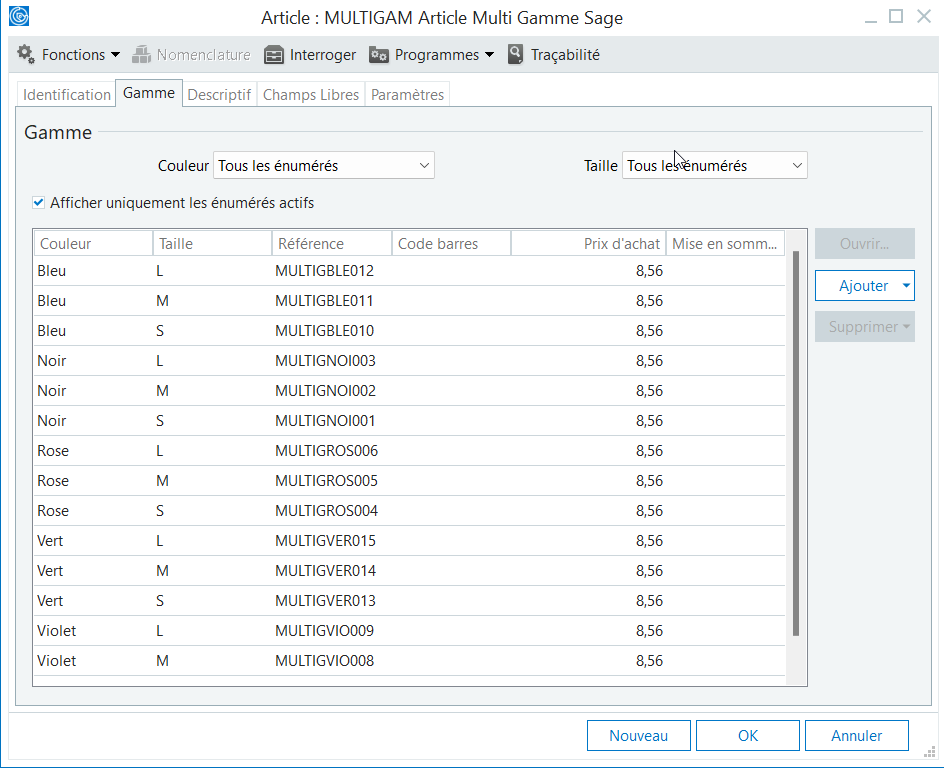 Article : MULTIGAM Article Multi Gamme Sage
Fonctions Nomenclature Interroger Programmes Traçabilité
Identification Gamme Descriptif Champs Libres Paramètres
Gamme
Couleur Tous les énumérés Taille Tous les énumérés
Afficher uniquement les énumérés actifs
Couleur Taille Référence Code barres Prix d'achat Mise en somm... Ouvrir...
Bleu L MULTIGBLE012 8,56
Ajouter
Bleu M MULTIGBLE011 8,56
Bleu S MULTIGBLE010 8,56 Supprimer
Noir L MULTIGNOI003 8,56
Noir M MULTIGNOI002 8,56
Noir S MULTIGNOI001 8,56
Rose L MULTIGROS006 8,56
Rose M MULTIGROS005 8,56
Rose S MULTIGROS004 8,56
Vert L MULTIGVER015 8,56
Vert M MULTIGVER014 8,56
Vert S MULTIGVER013 8,56
Violet L MULTIGVIO009 8,56
Violet M MULTIGVIO008 8,56
Nouveau OK Annuler